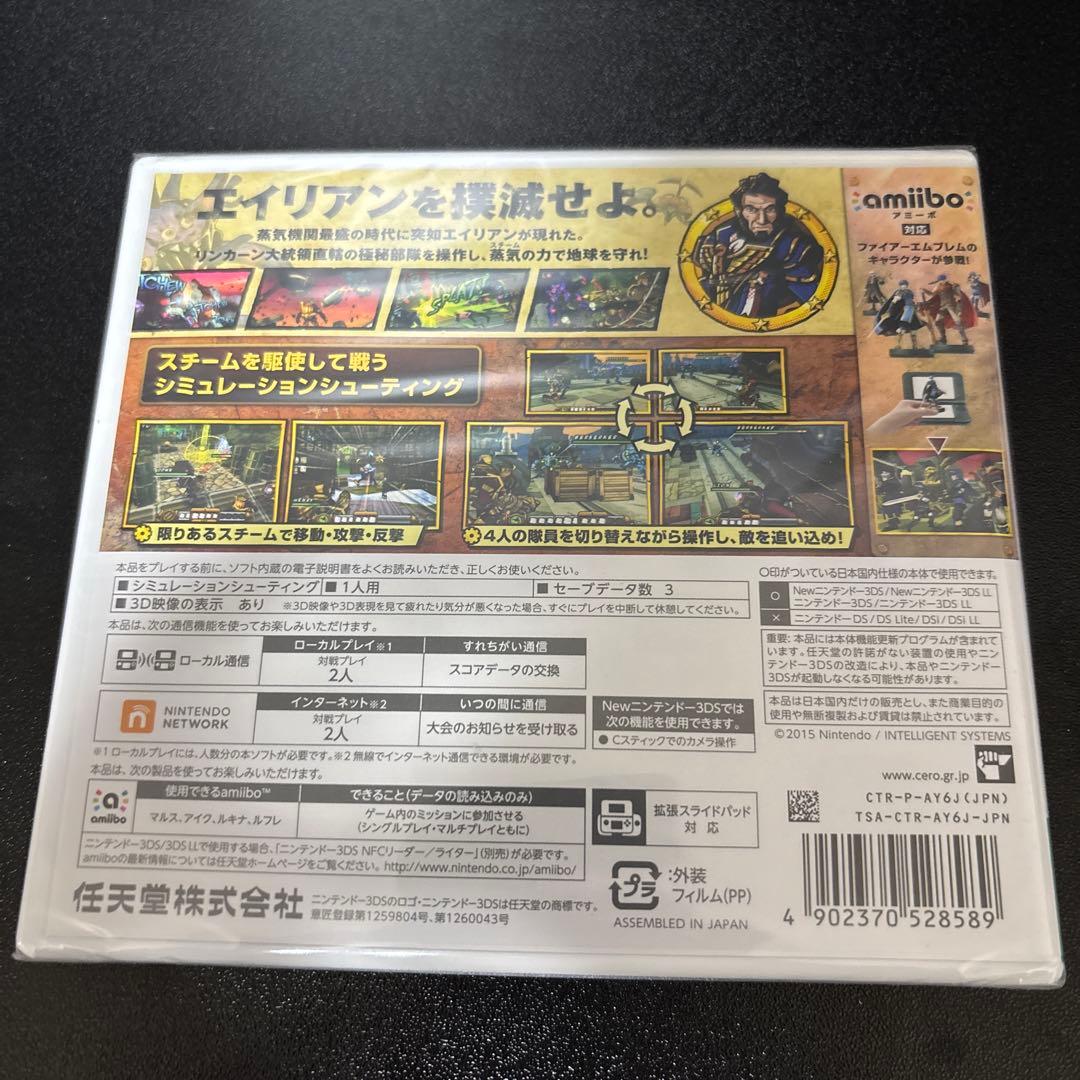 エイリアンを撲滅せよ。
蒸気機関最盛の時代に突如エイリアンが現れた。
リンカーン大統領直轄の極秘部隊を操作し、蒸気の力で地球を守れ!
スチーム
amiibo
アミーボ
対応
ファイアーエムブレムの
キャラクターが参戦!
スチームを駆使して戦う
シミュレーションシューティング
限りあるスチームで移動・攻撃・反撃
4人の隊員を切り替えながら操作し、敵を追い込め!
本品をプレイする前に、ソフト内蔵の電子説明書をよくお読みいただき、正しくお使いください。
■シミュレーションシューティング ■1人用 ■セーブデータ数 3
■3D映像の表示 あり ※3D映像や3D表現を見て疲れたり気分が悪くなった場合、すぐにプレイを中断して休憩してください。
本品は、次の通信機能を使ってお楽しみいただけます。
ローカル通信
ローカルプレイ※1 すれちがい通信
対戦プレイ
2人
スコアデータの交換
NINTENDO
NETWORK
インターネット※2 いつの間に通信
対戦プレイ
2人
大会のお知らせを受け取る
Newニンテンドー3DSでは
次の機能を使用できます。
●Cスティックでのカメラ操作
※1 ローカルプレイには、人数分の本ソフトが必要です。※2 無線でインターネット通信できる環境が必要です。
本品は、次の製品を使ってお楽しみいただけます。
amiibo
使用できるamiibo™ できること(データの読み込みのみ)
マルス、アイク、ルキナ、ルフレ
ゲーム内のミッションに参加させる
(シングルプレイ・マルチプレイともに)
拡張スライドパッド
対応
ニンテンドー3DS/3DS LLで使用する場合、「ニンテンドー3DS NFCリーダー/ライター」(別売)が必要です。
amiiboの最新情報については任天堂ホームページをご覧ください。http://www.nintendo.co.jp/amiibo/
任天堂株式会社
ニンテンドー3DSのロゴ・ニンテンドー3DSは任天堂の商標です。
意匠登録第1259804号、第1260043号
プラ
:外装
フィルム(PP)
ASSEMBLED IN JAPAN
○印がついている日本国内仕様の本体で使用できます。
○ Newニンテンドー3DS/Newニンテンドー3DS LL
ニンテンドー3DS/ニンテンドー3DS LL
× ニンテンドーDS/DS Lite/DSi/DSi LL
重要: 本品には本体機能更新プログラムが含まれて
います。任天堂の許諾がない装置の使用やニン
テンドー3DSの改造により、本体や本品やニンテンドー
3DSが起動しなくなる可能性があります。
本品は日本国内だけの販売とし、また商業目的の
使用や無断複製および賃貸は禁止されています。
©2015 Nintendo / INTELLIGENT SYSTEMS
www.cero.gr.jp
CTR-P-AY6J(JPN)
TSA-CTR-AY6J-JPN
4 902370 528589